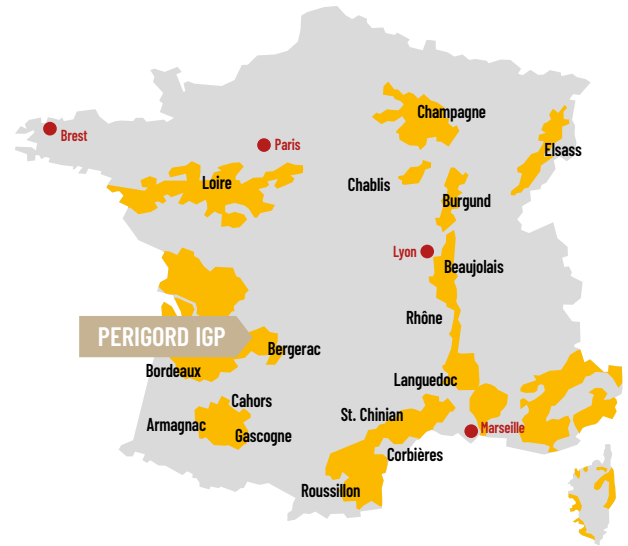 Champagne
Brest
Paris
Elsass
Loire
Chablis
Burgund
Lyon
Beaujolais
Rhône
PERIGORD IGP
Bergerac
Bordeaux
Languedoc
Cahors
St. Chinian
Armagnac
Marseille
Gascogne
Corbières
Roussillon